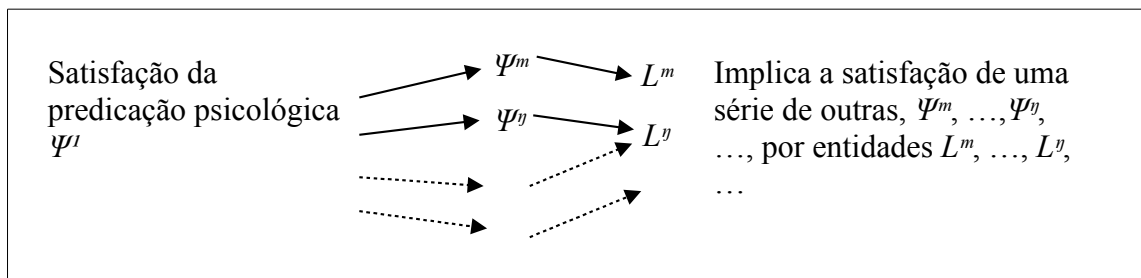 Satisfação da
predicação psicológica
Ψ¹
Ψᵐ
Lᵐ
Ψᶯ
Lᶯ
Implica a satisfação de uma
série de outras, Ψᵐ, …,Ψᶯ,
…, por entidades Lᵐ, …, Lᶯ,
…